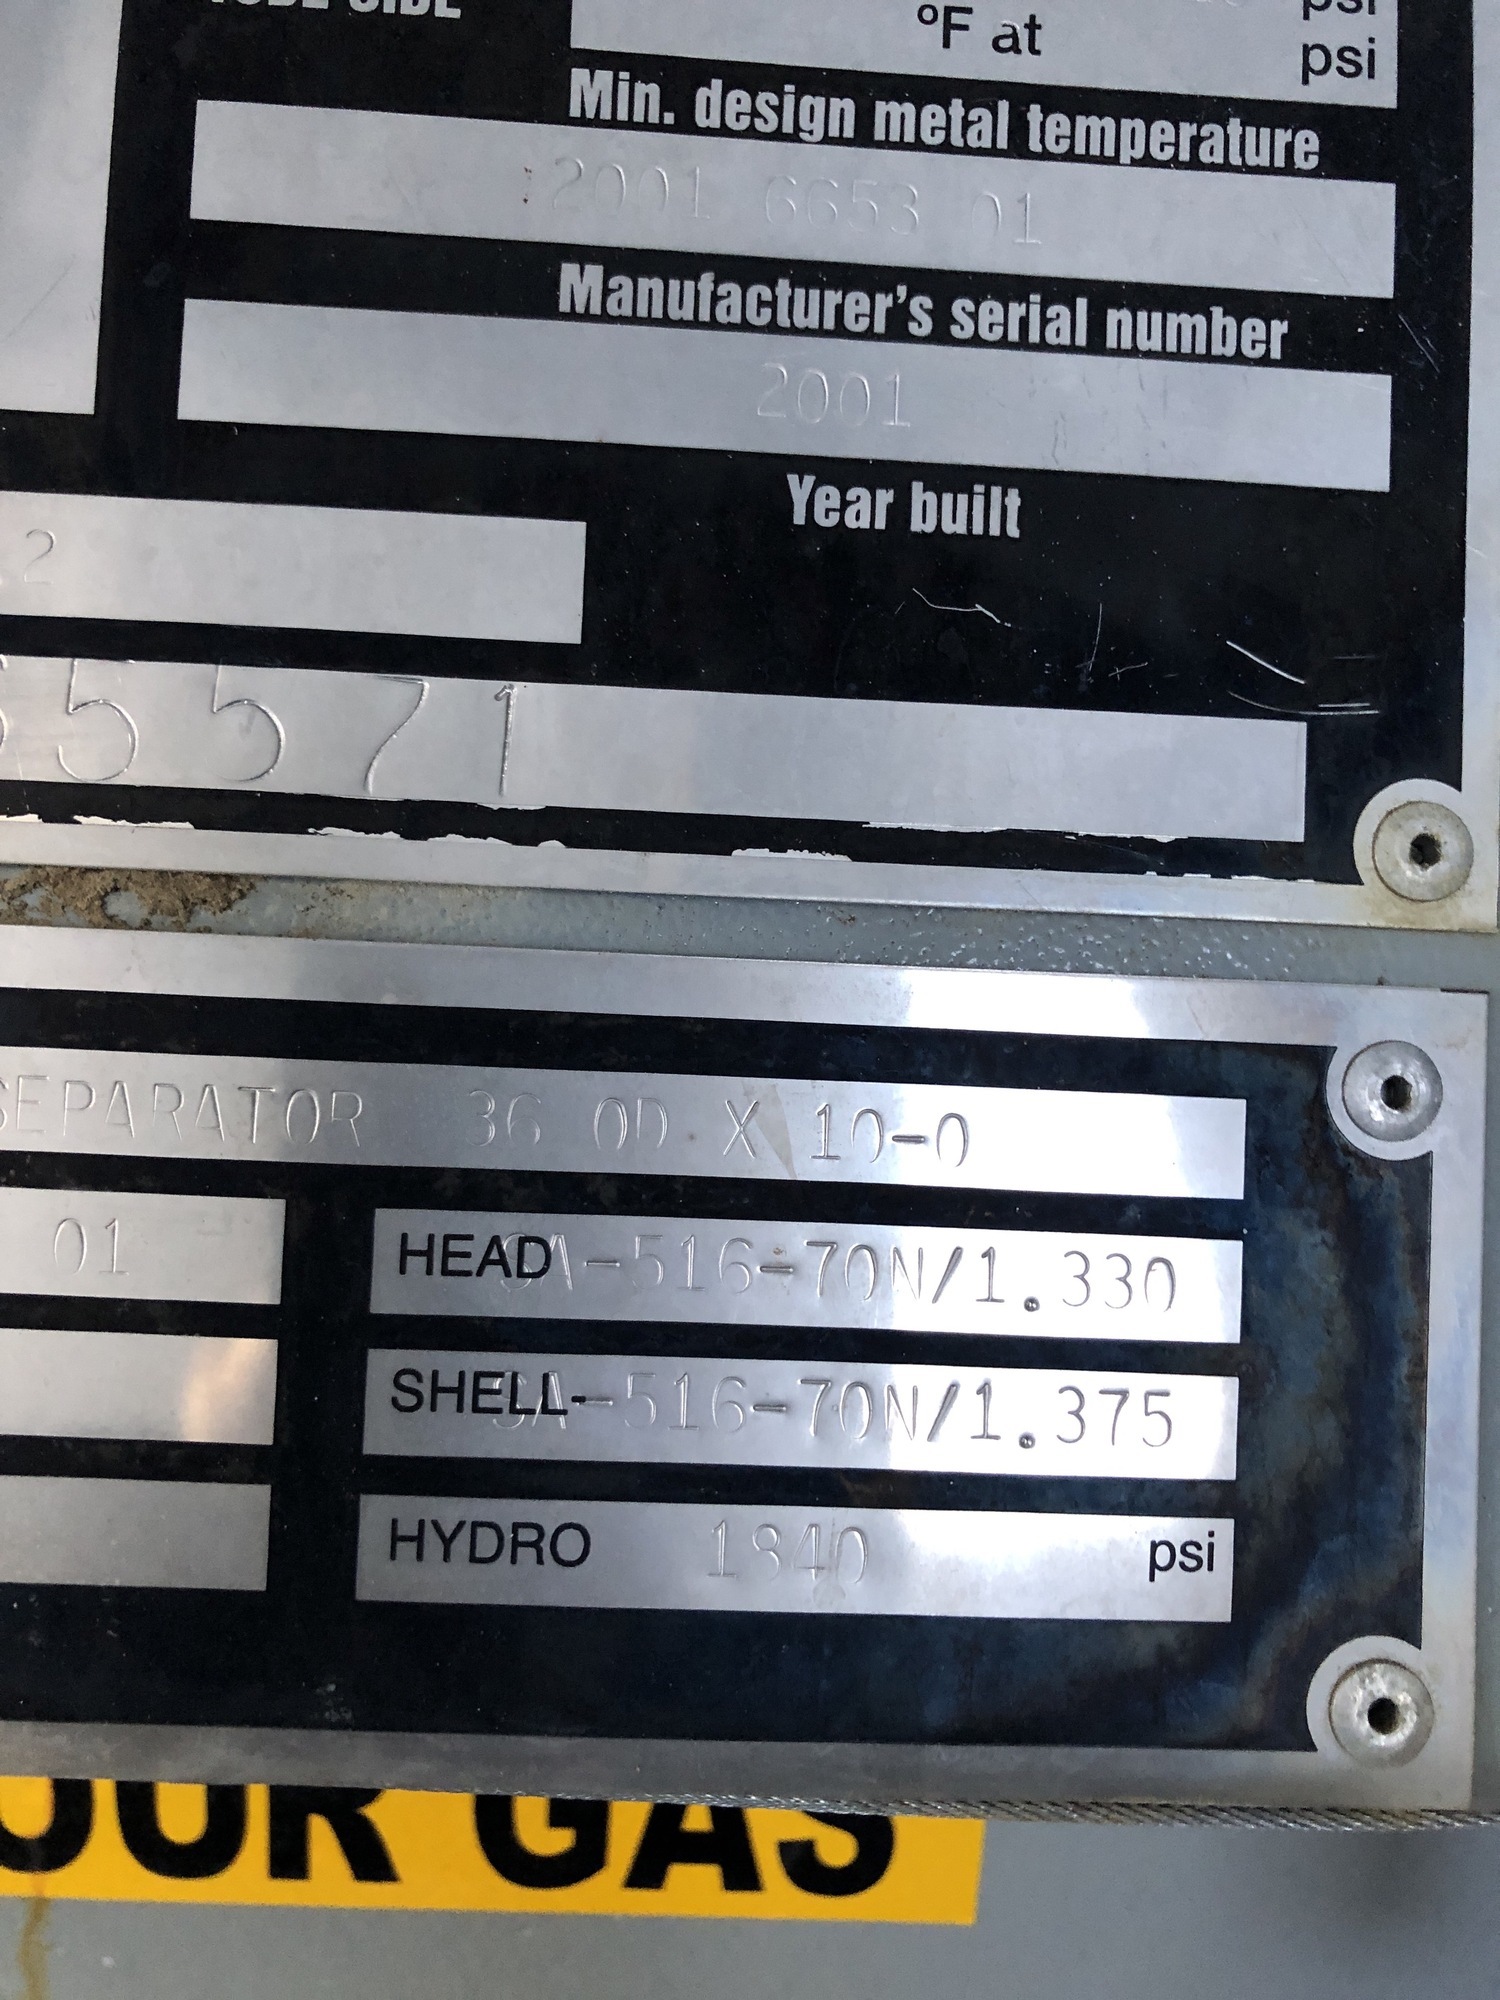 psi
°F at psi
Min. design metal temperature
2001 6653 01
Manufacturer's serial number
2001
Year built
.2
5571
SEPARATOR 36 OD X 10-0
01
HEAD SA-516-70N/1.330
SHELL- SA-516-70N/1.375
HYDRO 1840 psi
OUR GAS